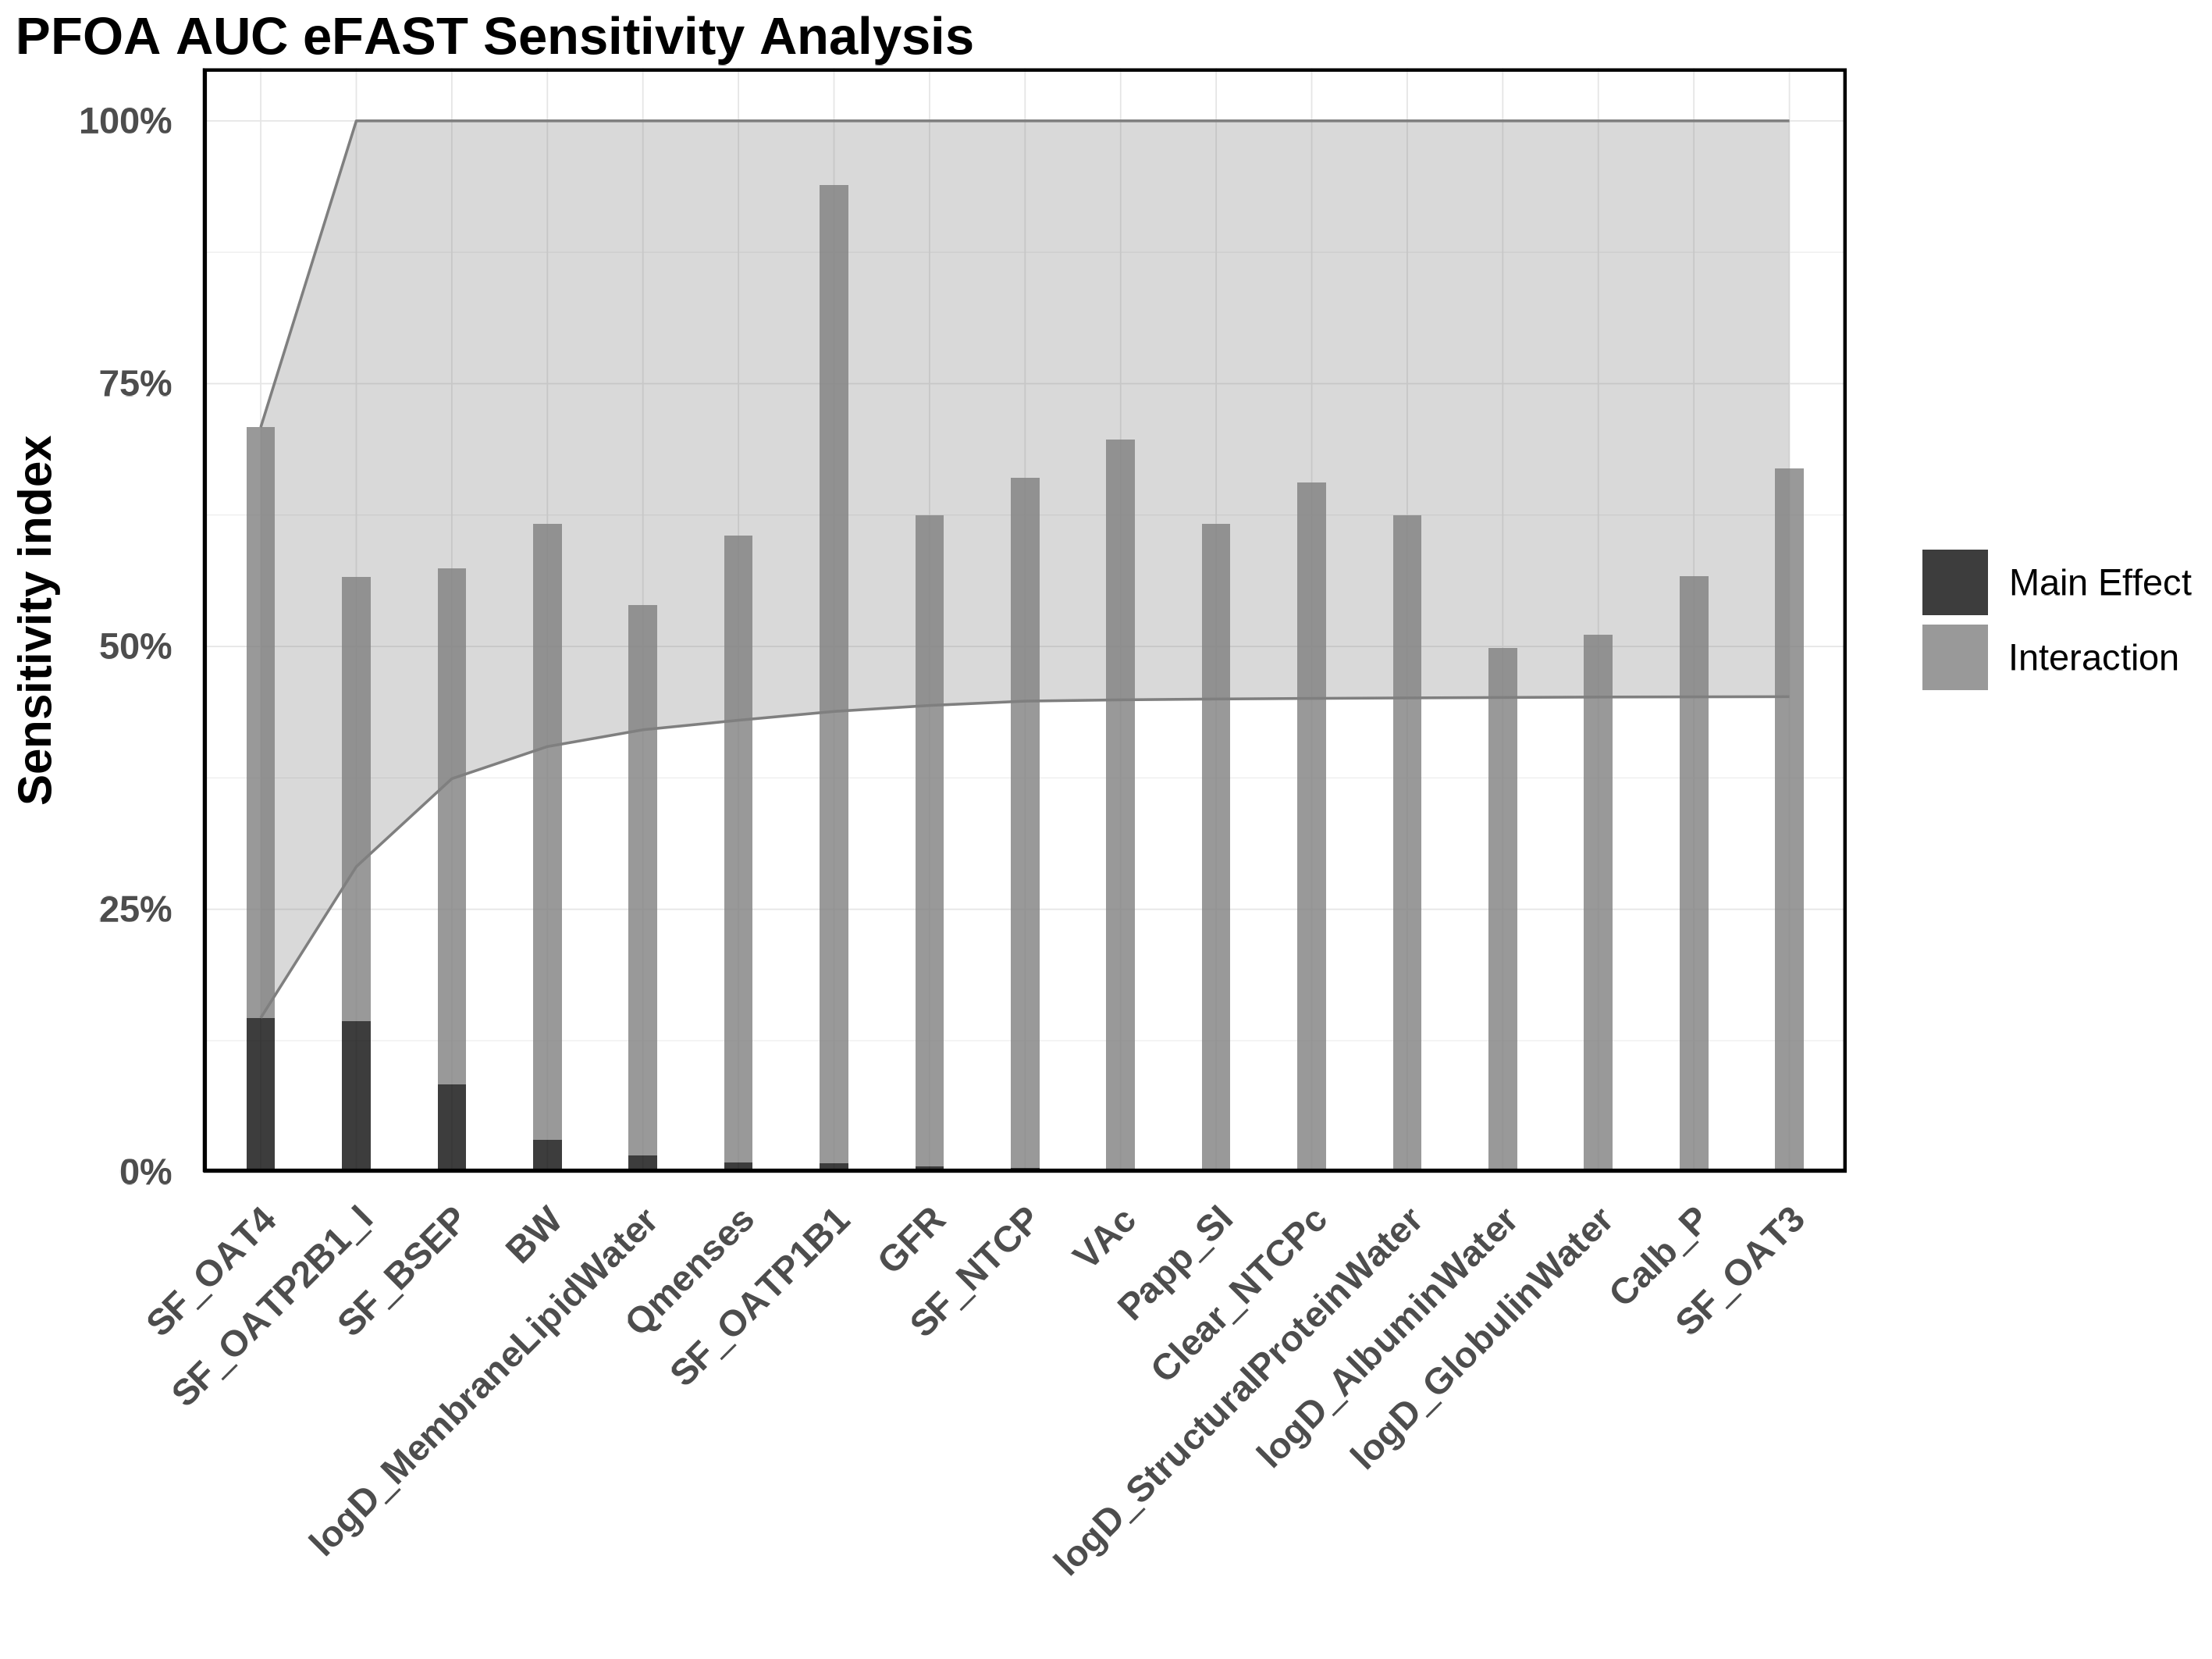 PFOA AUC eFAST Sensitivity Analysis
Sensitivity index
100%
75%
50%
25%
0%
Main Effect
Interaction
SF_OAT4
SF_OATP2B1_I
SF_BSEP
BW
logD_MembraneLipidWater
Qmenses
SF_OATP1B1
GFR
SF_NTCP
VAc
Papp_SI
Clear_NTCPc
logD_StructuralProteinWater
logD_AlbuminWater
logD_GlobulinWater
Calb_P
SF_OAT3